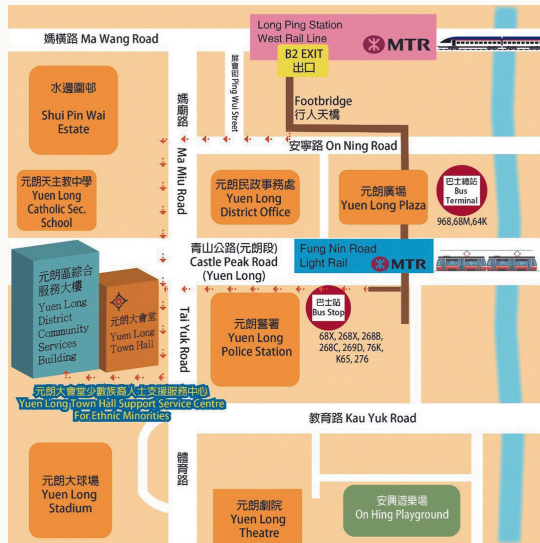 媽橫路 Ma Wang Road
Long Ping Station
West Rail Line
MTR
B2 EXIT
出口
水邊圍邨
Shui Pin Wai
Estate
媽廟路
Ma Miu Road
屏會街 Ping Wui Street
Footbridge
行人天橋
安寧路 On Ning Road
元朗天主教中學
Yuen Long
Catholic Sec.
School
元朗民政事務處
Yuen Long
District Office
元朗廣場
Yuen Long Plaza
巴士總站
Bus
Terminal
968,68M,64K
青山公路(元朗段)
Castle Peak Road
(Yuen Long)
Fung Nin Road
Light Rail
MTR
元朗區綜合
服務大樓
Yuen Long
District
Community
Services
Building
元朗大會堂
Yuen Long
Town Hall
Tai Yuk Road
元朗警署
Yuen Long
Police Station
巴士站
Bus Stop
68X, 268X, 268B,
268C, 269D, 76K,
K65, 276
元朗大會堂少數族裔人士支援服務中心
Yuen Long Town Hall Support Service Centre
For Ethnic Minorities
教育路 Kau Yuk Road
體育路
元朗大球場
Yuen Long
Stadium
元朗劇院
Yuen Long
Theatre
安興遊樂場
On Hing Playground